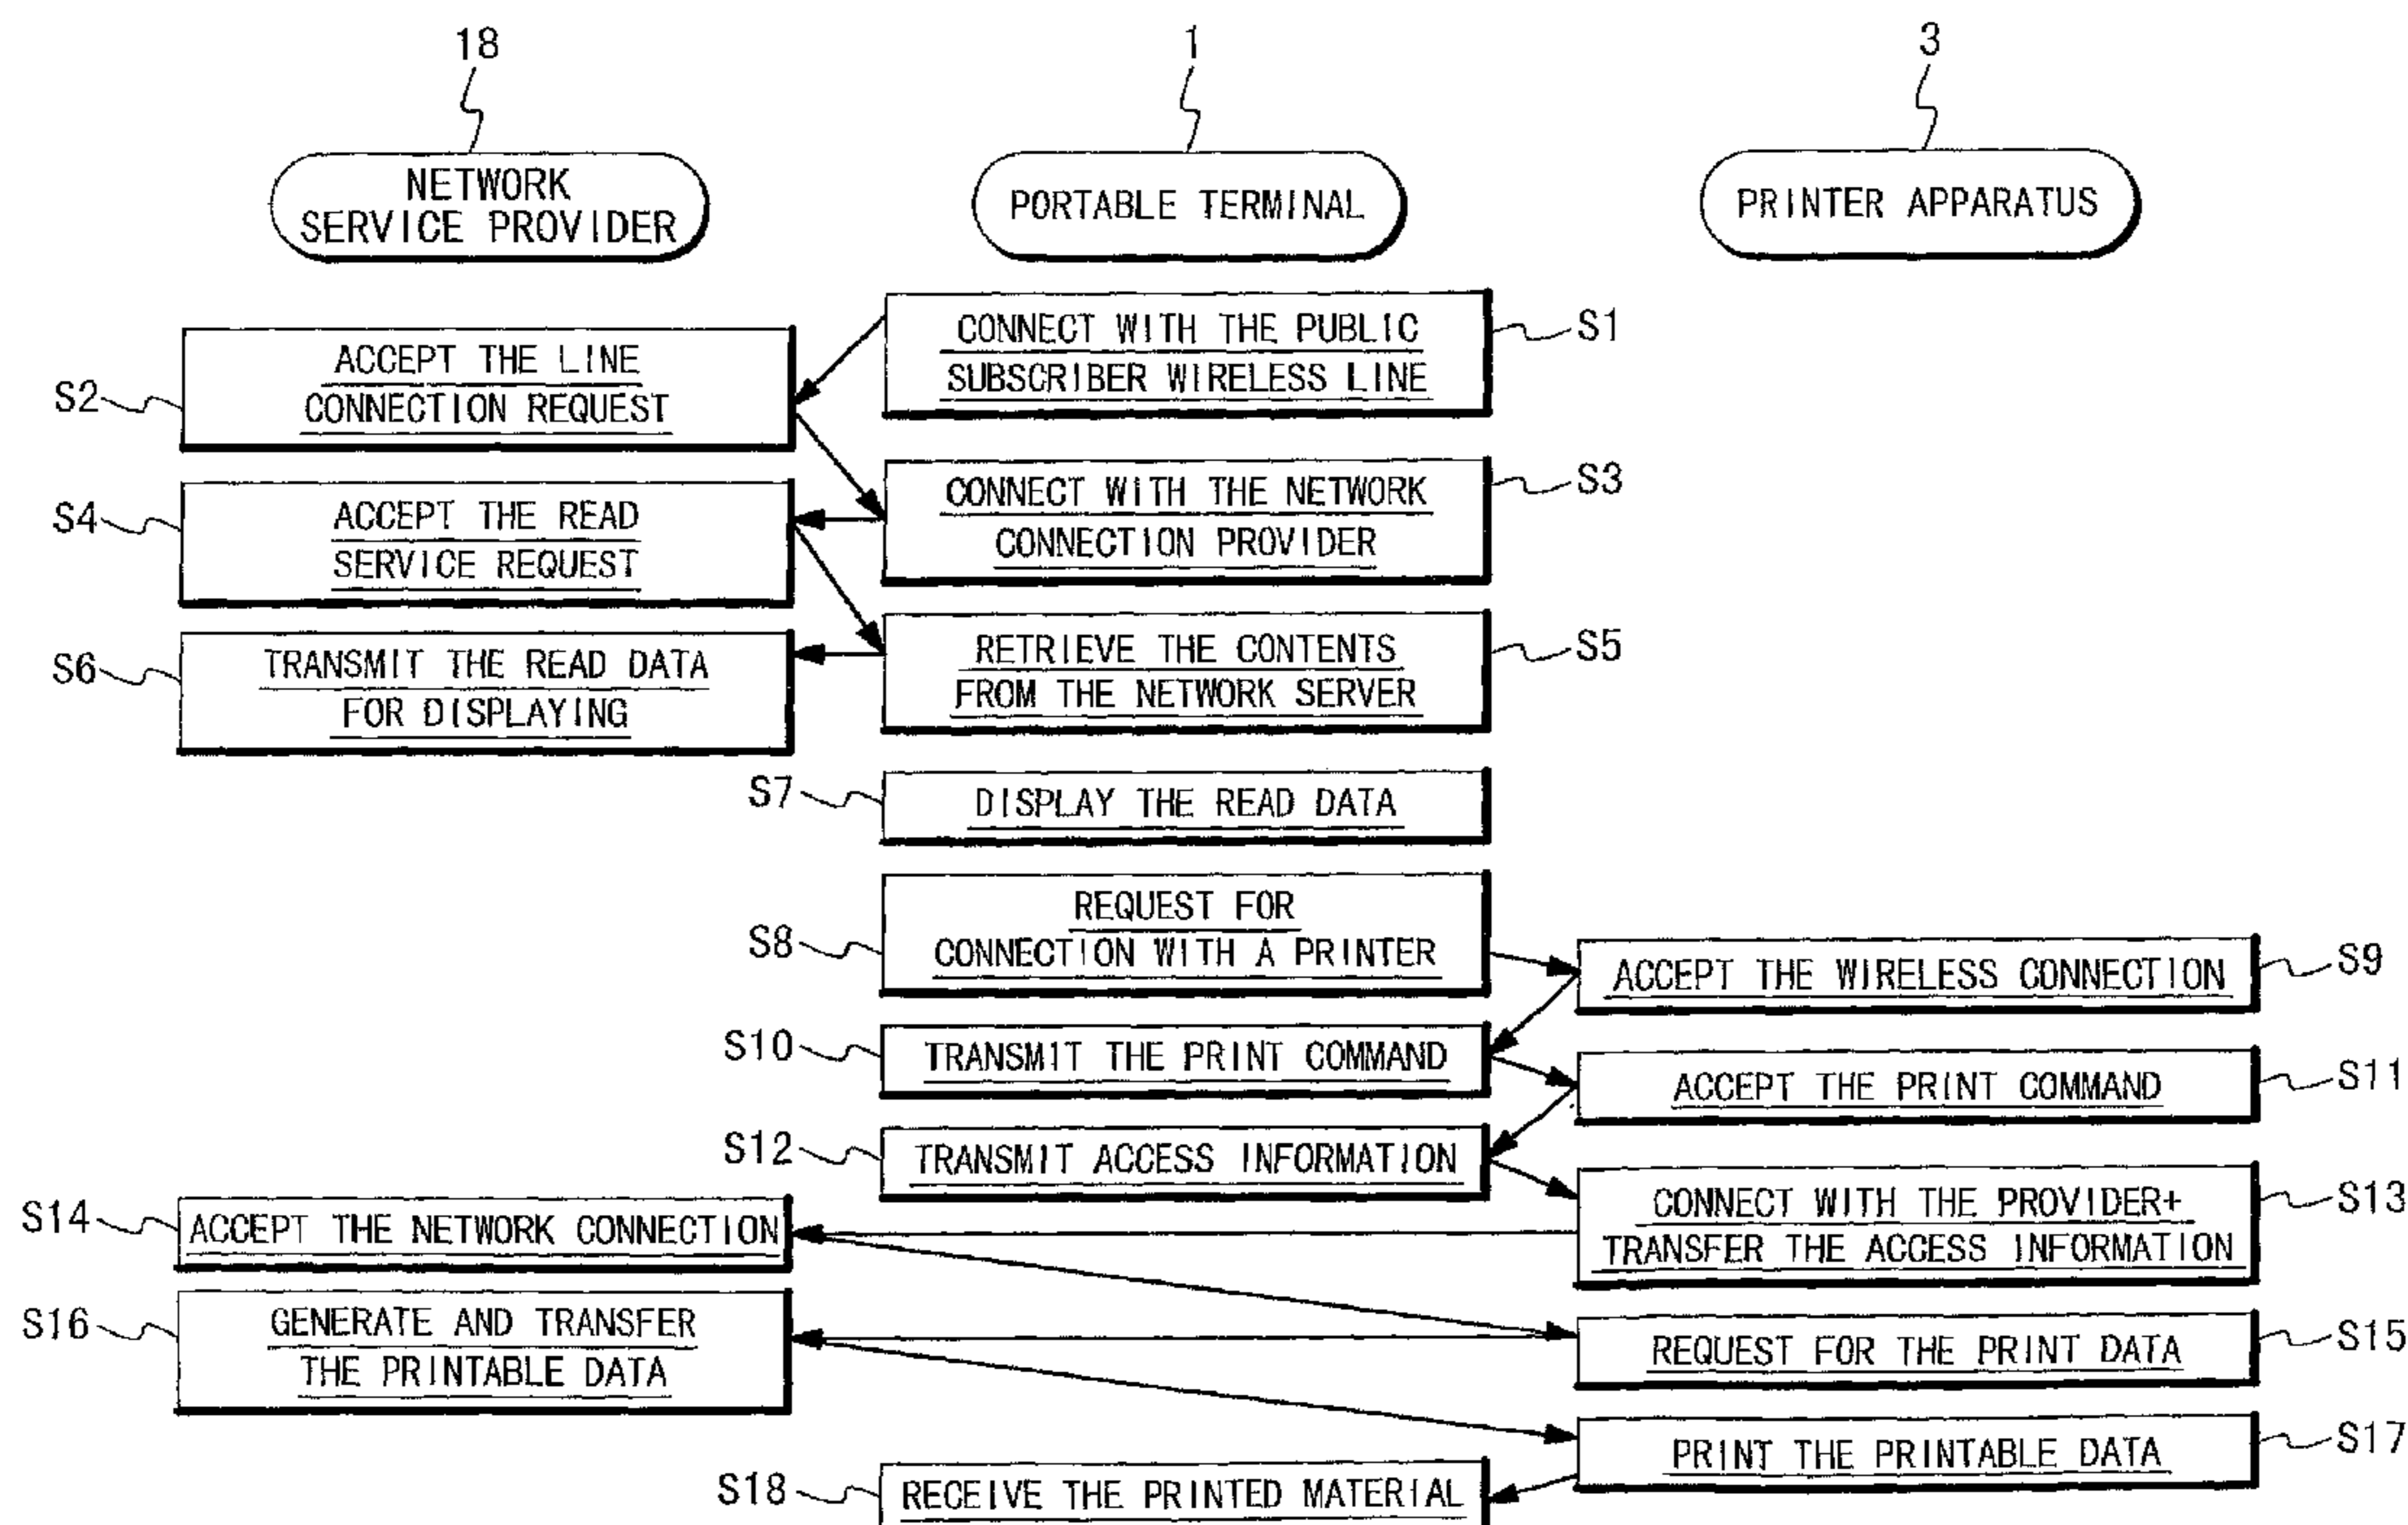 18
1
3
NETWORK
SERVICE PROVIDER
PORTABLE TERMINAL
PRINTER APPARATUS
CONNECT WITH THE PUBLIC
SUBSCRIBER WIRELESS LINE
S1
S2
ACCEPT THE LINE
CONNECTION REQUEST
CONNECT WITH THE NETWORK
CONNECTION PROVIDER
S3
S4
ACCEPT THE READ
SERVICE REQUEST
RETRIEVE THE CONTENTS
FROM THE NETWORK SERVER
S5
S6
TRANSMIT THE READ DATA
FOR DISPLAYING
S7
DISPLAY THE READ DATA
S8
REQUEST FOR
CONNECTION WITH A PRINTER
ACCEPT THE WIRELESS CONNECTION
S9
S10
TRANSMIT THE PRINT COMMAND
ACCEPT THE PRINT COMMAND
S11
S12
TRANSMIT ACCESS INFORMATION
CONNECT WITH THE PROVIDER+
TRANSFER THE ACCESS INFORMATION
S13
S14
ACCEPT THE NETWORK CONNECTION
REQUEST FOR THE PRINT DATA
S15
S16
GENERATE AND TRANSFER
THE PRINTABLE DATA
PRINT THE PRINTABLE DATA
S17
S18
RECEIVE THE PRINTED MATERIAL